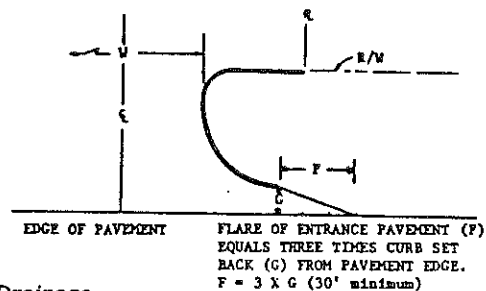 ℄
R/W
W
℄
F
G
EDGE OF PAVEMENT
FLARE OF ENTRANCE PAVEMENT (F)
EQUALS THREE TIMES CURB SET
BACK (G) FROM PAVEMENT EDGE.
F = 3 X G (30' minimum)
Drainage